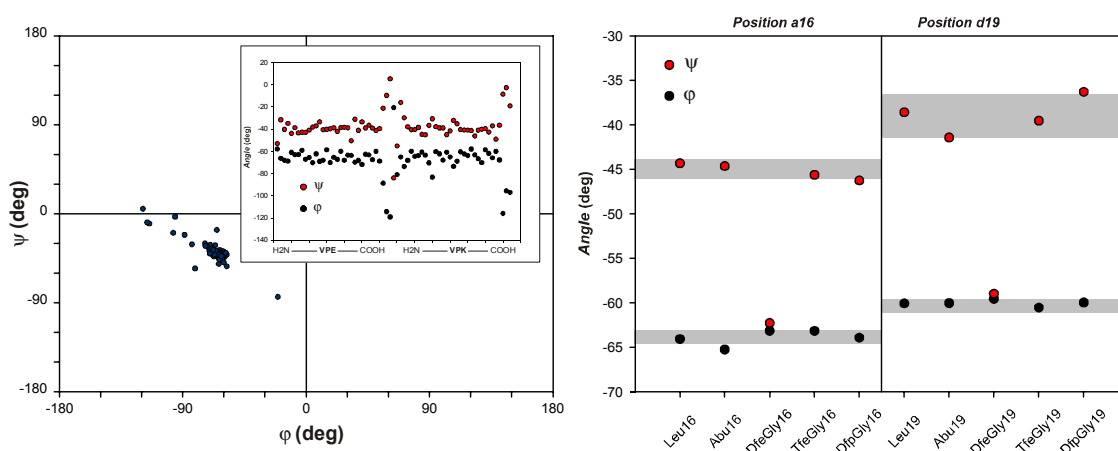 180
90
0
-90
-180
ψ (deg)
-180
-90
0
90
180
φ (deg)
20
0
-20
-40
-60
-80
-100
-120
-140
Angle (deg)
ψ
φ
H2N
VPE
COOH
H2N
VPK
COOH
Position a16
Position d19
-30
-40
-45
-50
-55
-60
-65
-70
-35
Angle (deg)
ψ
φ
Leu16
Abu16
DfeGly16
TfeGly16
DfpGly16
Leu19
Abu19
DfeGly19
TfeGly19
DfpGly19